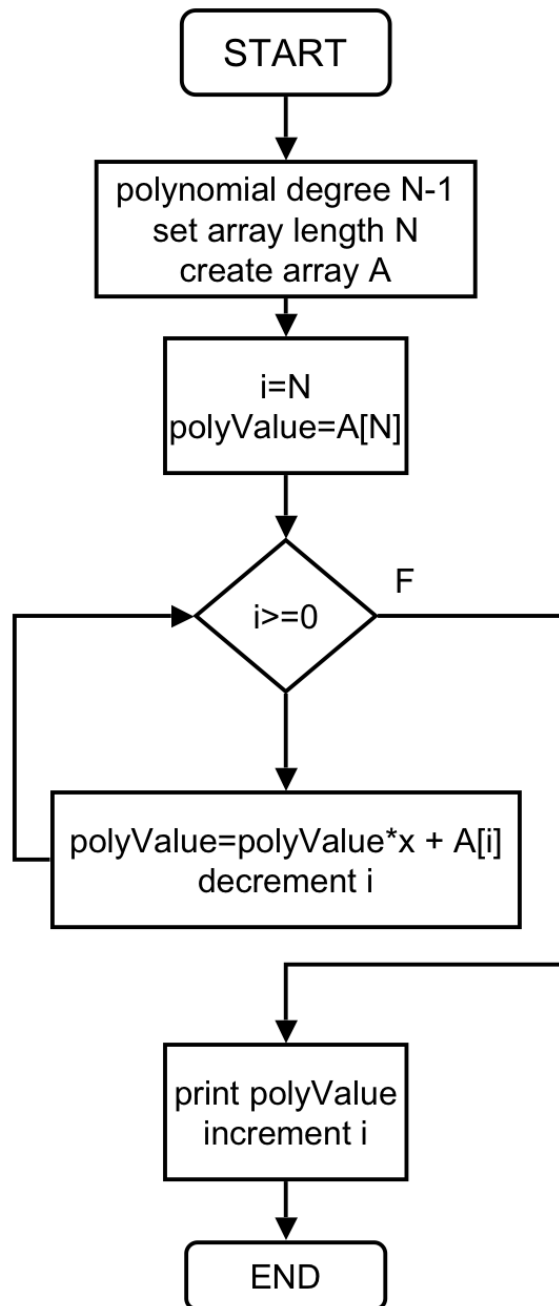 START
polynomial degree N-1
set array length N
create array A
i=N
polyValue=A[N]
F
i>=0
polyValue=polyValue*x + A[i]
decrement i
print polyValue
increment i
END